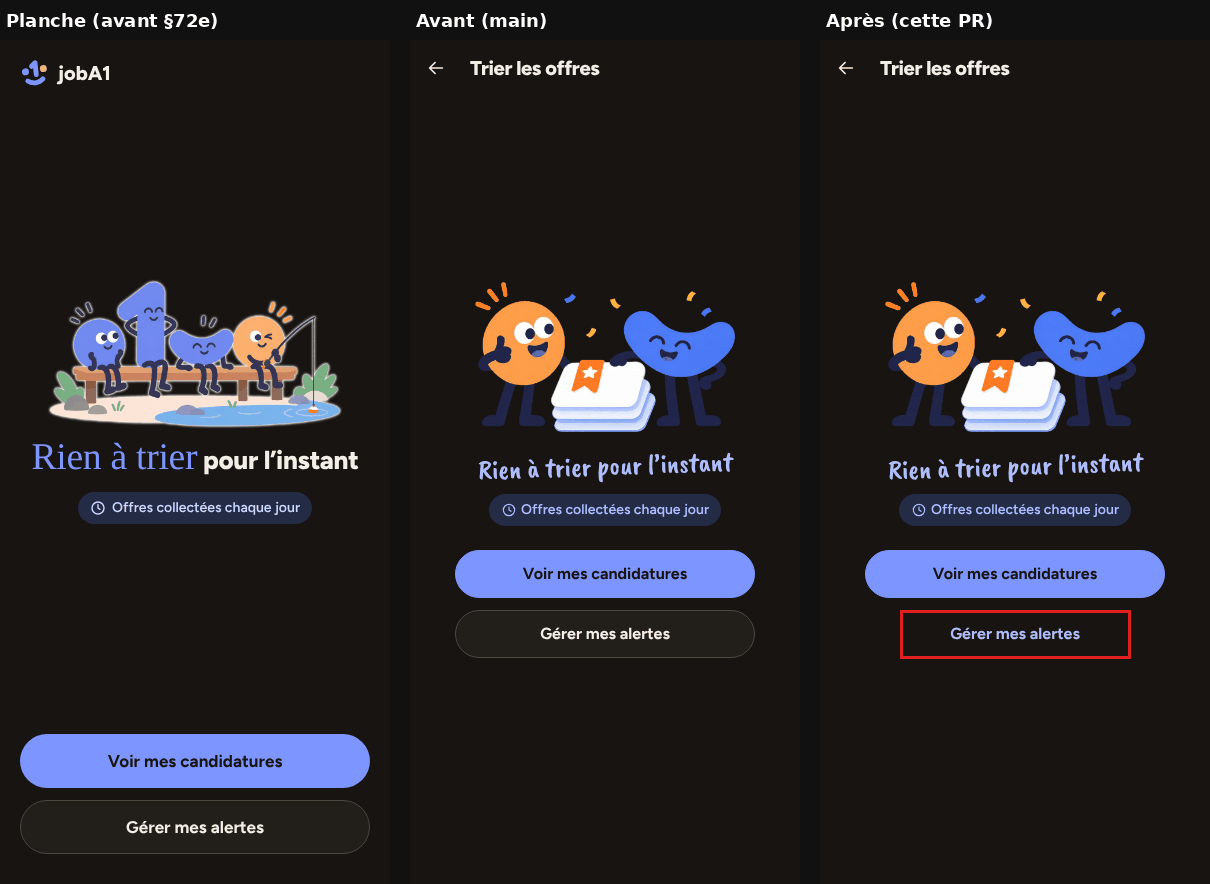 Planche (avant §72e)
jobA1
Rien à trier pour l’instant
Offres collectées chaque jour
Voir mes candidatures
Gérer mes alertes
Avant (main)
Trier les offres
Rien à trier pour l’instant
Offres collectées chaque jour
Voir mes candidatures
Gérer mes alertes
Après (cette PR)
Trier les offres
Rien à trier pour l’instant
Offres collectées chaque jour
Voir mes candidatures
Gérer mes alertes